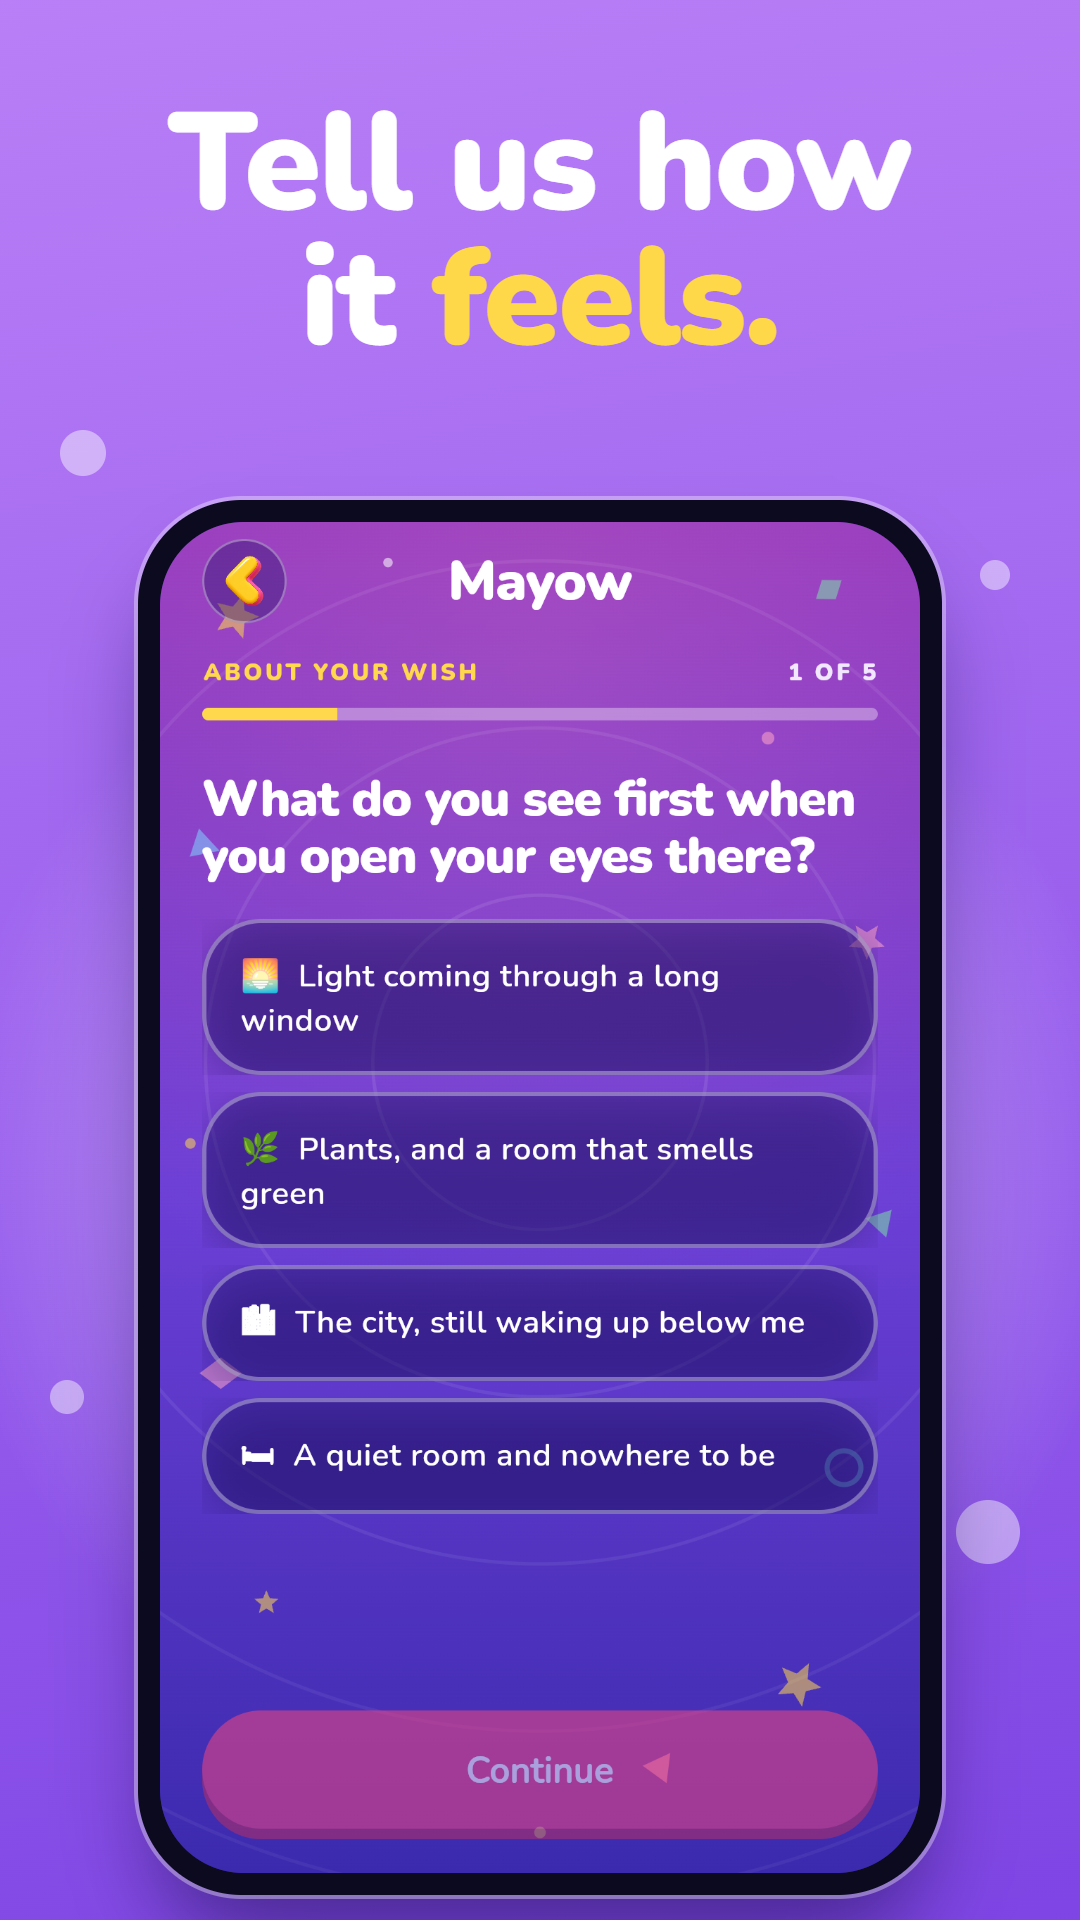 Tell us how
it feels.
Mayow
ABOUT YOUR WISH
1 OF 5
What do you see first when
you open your eyes there?
🌅 Light coming through a long
window
🌿 Plants, and a room that smells
green
🏙 The city, still waking up below me
🛏 A quiet room and nowhere to be
Continue